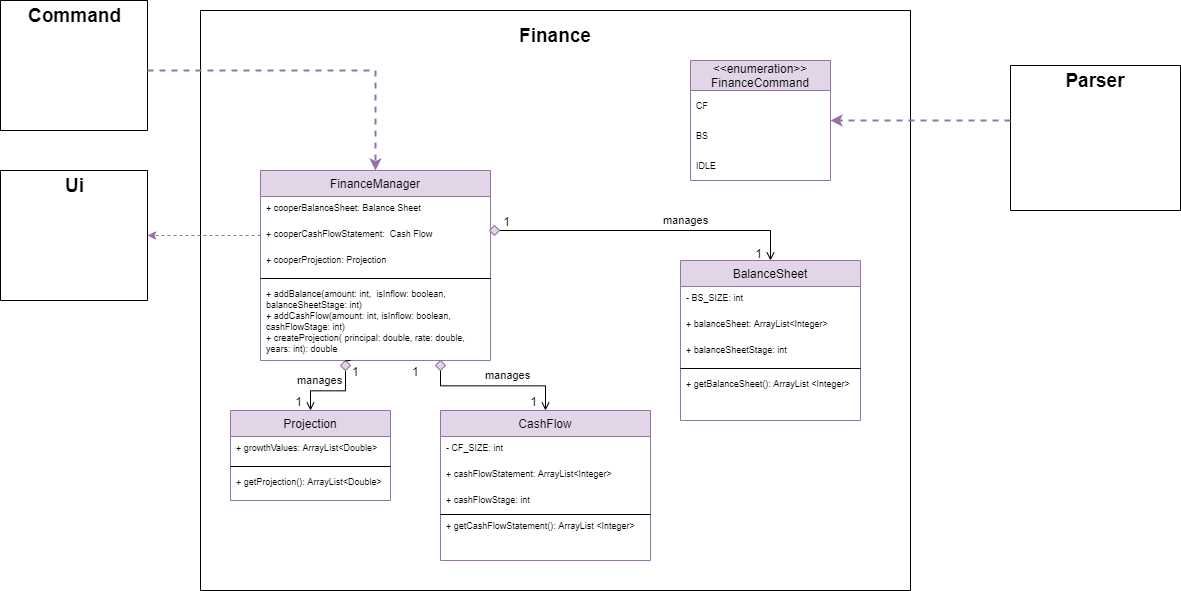 Command
Finance
<<enumeration>>
FinanceCommand
CF
BS
IDLE
Parser
Ui
FinanceManager
+ cooperBalanceSheet: Balance Sheet
+ cooperCashFlowStatement:  Cash Flow
+ cooperProjection: Projection
+ addBalance(amount: int,  isInflow: boolean,
balanceSheetStage: int)
+ addCashFlow(amount: int, isInflow: boolean,
cashFlowStage: int)
+ createProjection( principal: double, rate: double,
years: int): double
1
manages
1
BalanceSheet
- BS_SIZE: int
+ balanceSheet: ArrayList<Integer>
+ balanceSheetStage: int
+ getBalanceSheet(): ArrayList <Integer>
1
manages
1
Projection
+ growthValues: ArrayList<Double>
+ getProjection(): ArrayList<Double>
1
manages
1
CashFlow
- CF_SIZE: int
+ cashFlowStatement: ArrayList<Integer>
+ cashFlowStage: int
+ getCashFlowStatement(): ArrayList <Integer>